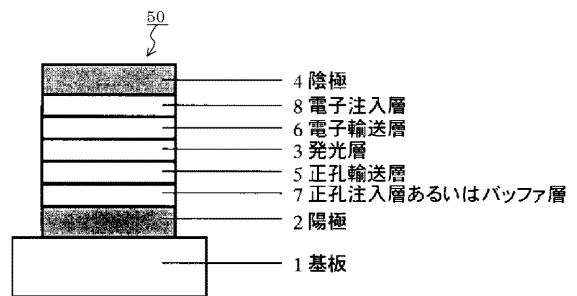 50
4 陰極
8 電子注入層
6 電子輸送層
3 発光層
5 正孔輸送層
7 正孔注入層あるいはバッファ層
2 陽極
1 基板